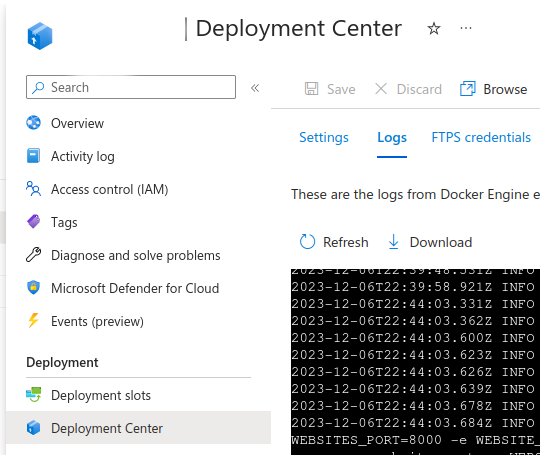 Deployment Center
Search
Overview
Activity log
Access control (IAM)
Tags
Diagnose and solve problems
Microsoft Defender for Cloud
Events (preview)
Deployment
Deployment slots
Deployment Center
Save Discard Browse
Settings Logs FTPS credentials
These are the logs from Docker Engine e
Refresh Download
2023-12-06T22:39:48.531Z INFO
2023-12-06T22:39:58.921Z INFO
2023-12-06T22:44:03.331Z INFO
2023-12-06T22:44:03.362Z INFO
2023-12-06T22:44:03.600Z INFO
2023-12-06T22:44:03.623Z INFO
2023-12-06T22:44:03.626Z INFO
2023-12-06T22:44:03.639Z INFO
2023-12-06T22:44:03.678Z INFO
2023-12-06T22:44:03.684Z INFO
WEBSITES_PORT=8000 -e WEBSITE_